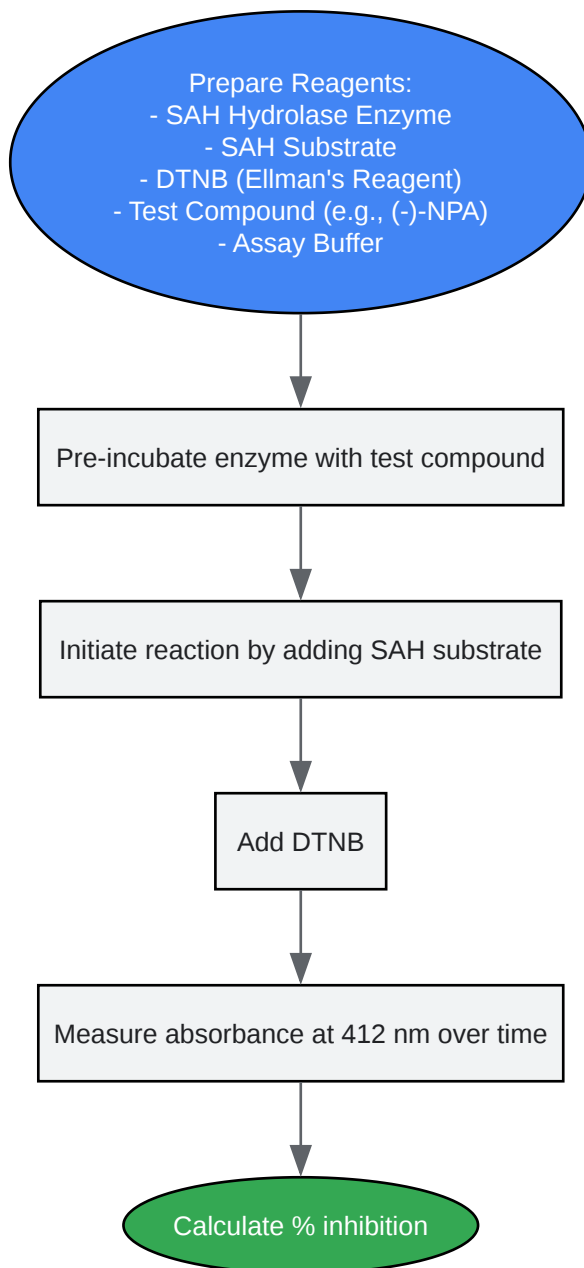 Prepare Reagents:
- SAH Hydrolase Enzyme
- SAH Substrate
- DTNB (Ellman's Reagent)
- Test Compound (e.g., (-)-NPA)
- Assay Buffer
Pre-incubate enzyme with test compound
Initiate reaction by adding SAH substrate
Add DTNB
Measure absorbance at 412 nm over time
Calculate % inhibition